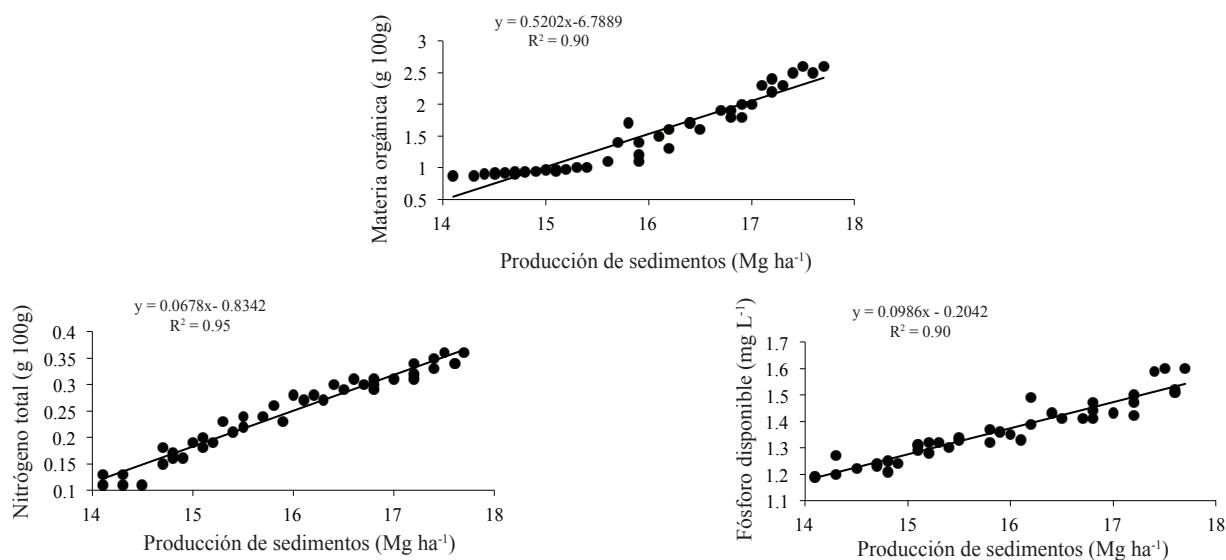 y = 0.5202x-6.7889
R² = 0.90
Materia orgánica (g 100g)
3
2.5
2
1.5
1
0.5
14 15 16 17 18
Producción de sedimentos (Mg ha⁻¹)
y = 0.0678x- 0.8342
R² = 0.95
Nitrógeno total (g 100g)
0.4
0.35
0.3
0.25
0.2
0.15
0.1
14 15 16 17 18
Producción de sedimentos (Mg ha⁻¹)
y = 0.0986x - 0.2042
R² = 0.90
Fósforo disponible (mg L⁻¹)
1.7
1.6
1.5
1.4
1.3
1.2
1.1
14 15 16 17 18
Producción de sedimentos (Mg ha⁻¹)